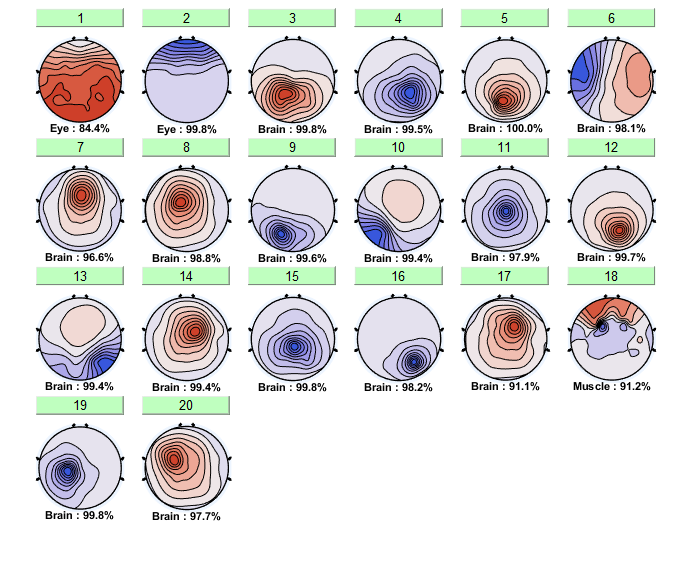 1 2 3 4 5 6
Eye : 84.4% Eye : 99.8% Brain : 99.8% Brain : 99.5% Brain : 100.0% Brain : 98.1%
7 8 9 10 11 12
Brain : 96.6% Brain : 98.8% Brain : 99.6% Brain : 99.4% Brain : 97.9% Brain : 99.7%
13 14 15 16 17 18
Brain : 99.4% Brain : 99.4% Brain : 99.8% Brain : 98.2% Brain : 91.1% Muscle : 91.2%
19 20
Brain : 99.8% Brain : 97.7%